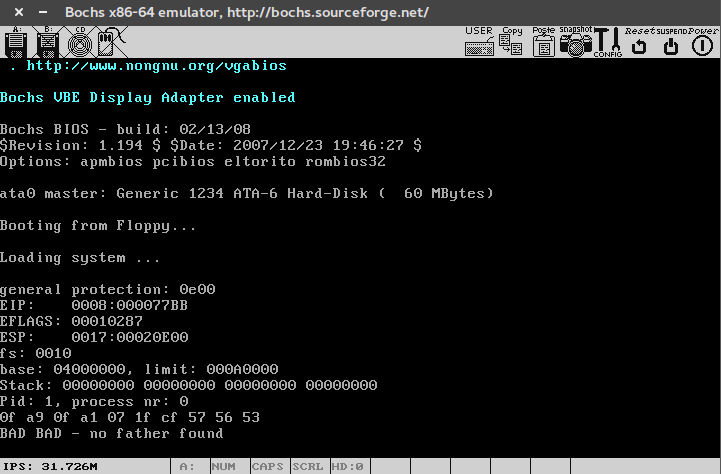 × − Bochs x86-64 emulator, http://bochs.sourceforge.net/
A: B: CD USER Copy Paste snapshot CONFIG Reset SUSPEND Power
. http://www.nongnu.org/vgabios
Bochs VBE Display Adapter enabled
Bochs BIOS - build: 02/13/08
$Revision: 1.194 $ $Date: 2007/12/23 19:46:27 $
Options: apmbios pcibios eltorito rombios32
ata0 master: Generic 1234 ATA-6 Hard-Disk (  60 MBytes)
Booting from Floppy...
Loading system ...
general protection: 0e00
EIP:    0008:000077BB
EFLAGS: 00010287
ESP:    0017:00020E00
fs: 0010
base: 04000000, limit: 000A0000
Stack: 00000000 00000000 00000000 00000000
Pid: 1, process nr: 0
0f a9 0f a1 07 1f cf 57 56 53
BAD BAD - no father found
IPS: 31.726M A: NUM CAPS SCRL HD:0